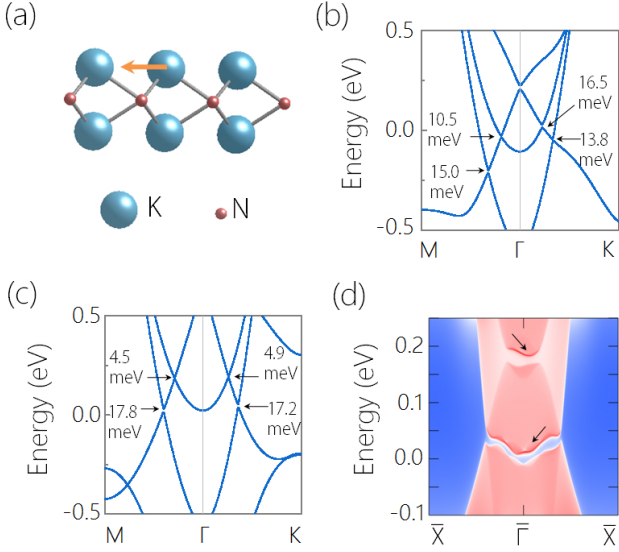 (a)
K
N
(b)
Energy (eV)
0.5
0.0
-0.5
10.5
meV
15.0
meV
16.5
meV
13.8
meV
M
Γ
K
(c)
Energy (eV)
0.5
0.0
-0.5
4.5
meV
17.8
meV
4.9
meV
17.2
meV
M
Γ
K
(d)
Energy (eV)
0.2
0.1
0.0
-0.1
X̅
Γ̅
X̅